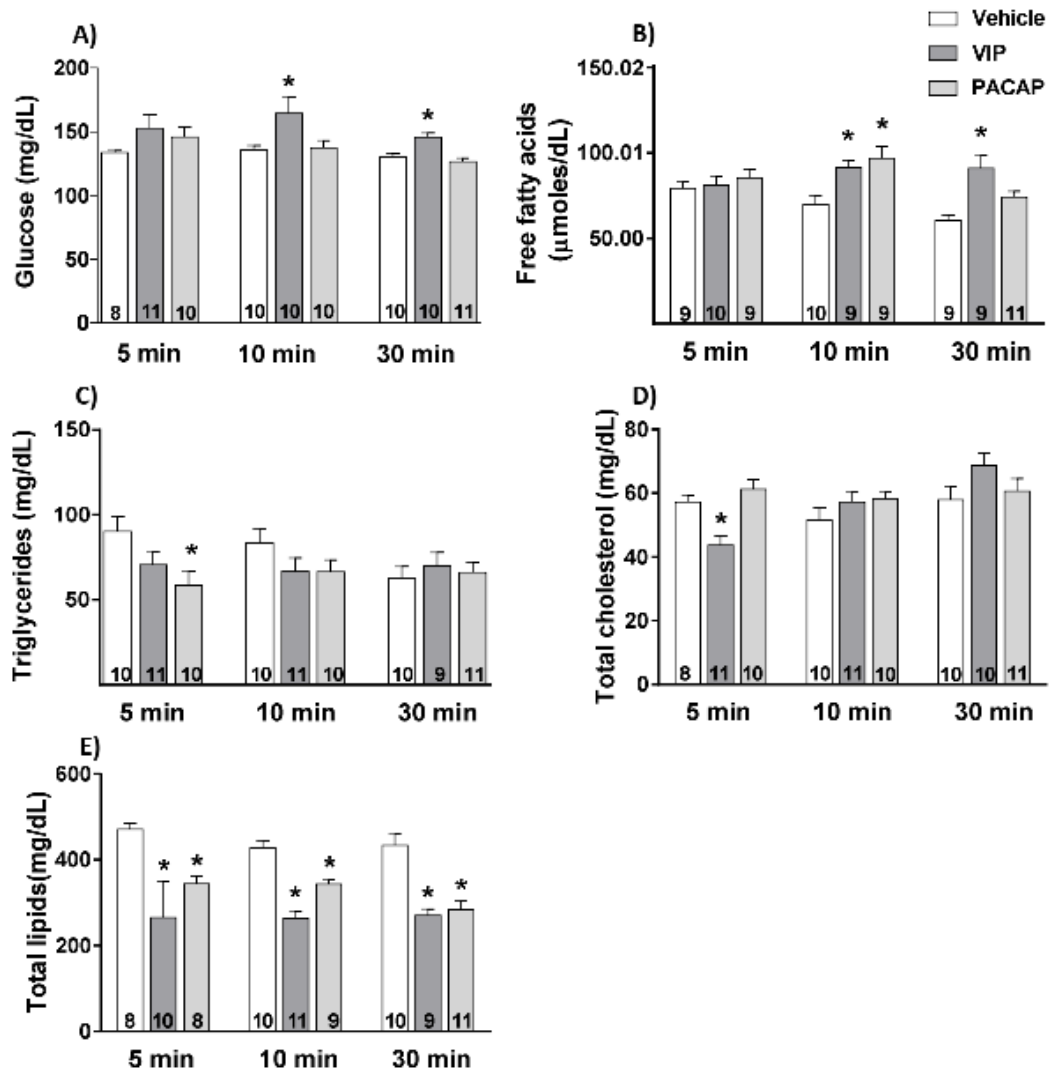 Vehicle
VIP
PACAP
A)
Glucose (mg/dL)
200
150
100
50
0
8 11 10 10 10 10 10 10 11
5 min 10 min 30 min
B)
Free fatty acids
(µmoles/dL)
150.02
100.01
50.00
9 10 9 10 9 9 9 9 11
5 min 10 min 30 min
C)
Triglycerides (mg/dL)
150
100
50
10 11 10 10 11 10 10 9 11
5 min 10 min 30 min
D)
Total cholesterol (mg/dL)
80
60
40
20
0
8 11 10 10 11 10 10 10 11
5 min 10 min 30 min
E)
Total lipids(mg/dL)
600
400
200
0
8 10 8 10 11 9 10 9 11
5 min 10 min 30 min
* * * * * * * * * * * * *